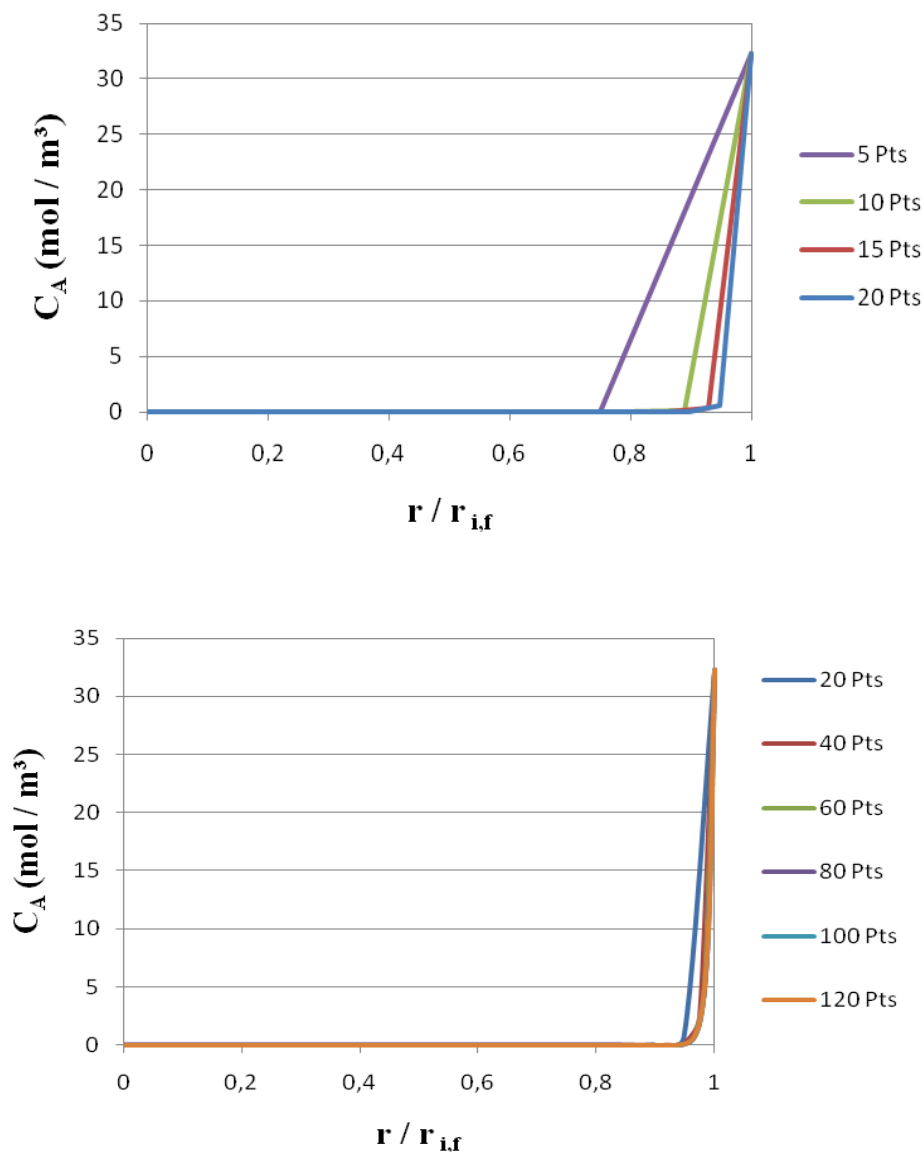 35
30
25
20
15
10
5
0
C_A (mol / m³)
0 0,2 0,4 0,6 0,8 1
r / r i,f
5 Pts
10 Pts
15 Pts
20 Pts
35
30
25
20
15
10
5
0
C_A (mol / m³)
0 0,2 0,4 0,6 0,8 1
r / r i,f
20 Pts
40 Pts
60 Pts
80 Pts
100 Pts
120 Pts